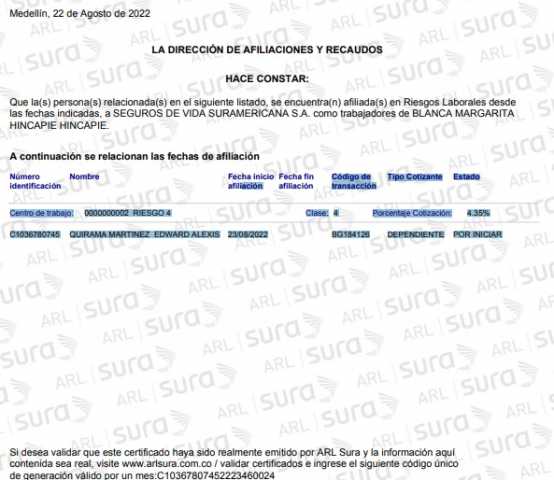 Medellín, 22 de Agosto de 2022
LA DIRECCIÓN DE AFILIACIONES Y RECAUDOS
HACE CONSTAR:
Que la(s) persona(s) relacionada(s) en el siguiente listado, se encuentra(n) afiliada(s) en Riesgos Laborales desde
las fechas indicadas, a SEGUROS DE VIDA SURAMERICANA S.A. como trabajadores de BLANCA MARGARITA
HINCAPIE HINCAPIE.
A continuación se relacionan las fechas de afiliación
Número identificación Nombre Fecha inicio afiliación Fecha fin afiliación Código de transacción Tipo Cotizante Estado
Centro de trabajo: 0000000002 RIESGO 4 Clase: 4 Porcentaje Cotización: 4.35%
C1036780745 QUIRAMA MARTINEZ EDWARD ALEXIS 23/08/2022 BG184126 DEPENDIENTE POR INICIAR
Si desea validar que este certificado haya sido realmente emitido por ARL Sura y la información aquí
contenida sea real, visite www.arlsura.com.co / validar certificados e ingrese el siguiente código único
de generación válido por un mes:C10367807452223460024
ARL sura